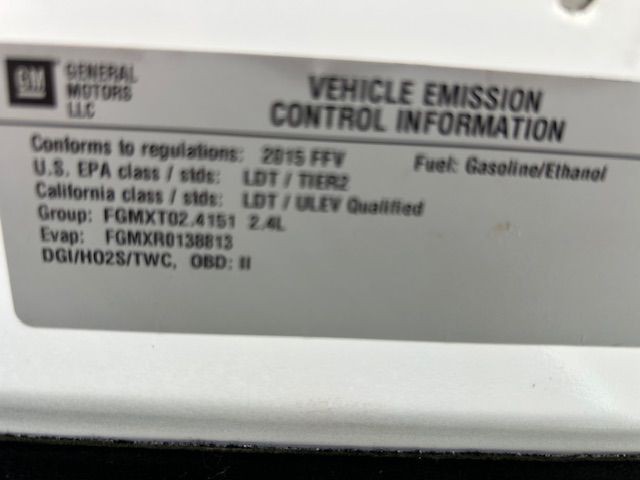 GM GENERAL MOTORS LLC
VEHICLE EMISSION
CONTROL INFORMATION
Conforms to regulations: 2015 FFV Fuel: Gasoline/Ethanol
U.S. EPA class / stds: LDT / TIER2
California class / stds: LDT / ULEV Qualified
Group: FGMXT02.4151 2.4L
Evap: FGMXR0138813
DGI/HO2S/TWC, OBD: II